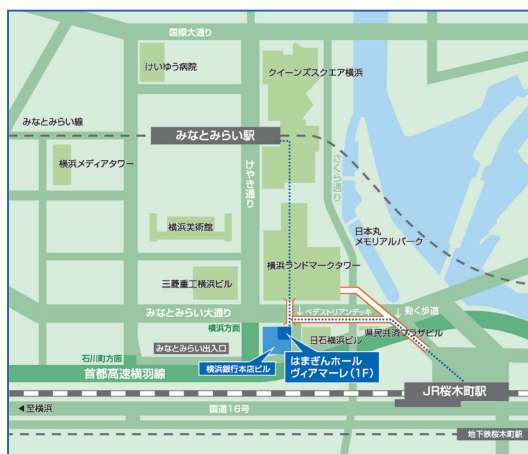 国際大通り
けいゆう病院
クイーンズスクエア横浜
みなとみらい線
みなとみらい駅
横浜メディアタワー
けやき通り
さくら通り
日本丸
メモリアルパーク
横浜美術館
横浜ランドマークタワー
三菱重工横浜ビル
みなとみらい大通り
↓ペデストリアンデッキ
↓動く歩道
横浜方面
日石横浜ビル
県民共済プラザビル
みなとみらい出入口
石川町方面
横浜銀行本店ビル
はまぎんホール
ヴィアマーレ(1F)
首都高速横羽線
JR桜木町駅
◀至横浜
国道16号
地下鉄桜木町駅